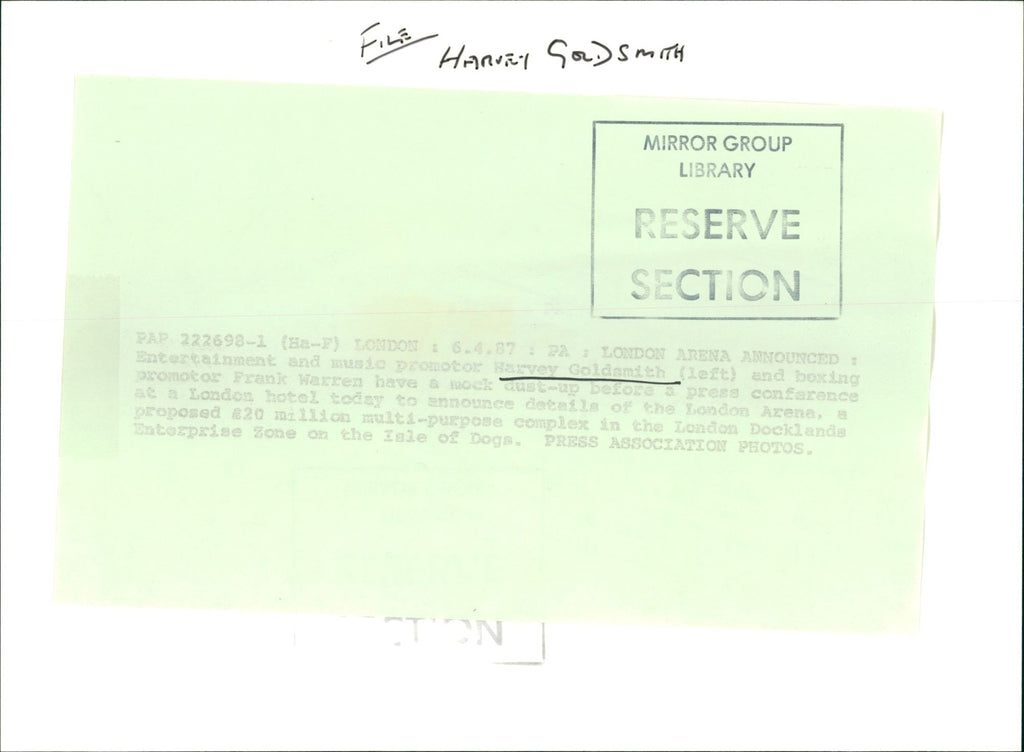 FILE HARVEY GOLDSMITH
MIRROR GROUP
LIBRARY
RESERVE
SECTION
PAP 222698-1 (Ha-F) LONDON : 6.4.87 : PA : LONDON ARENA ANNOUNCED :
Entertainment and music promotor Harvey Goldsmith (left) and boxing
promotor Frank Warren have a mock dust-up before a press conference
at a London hotel today to announce details of the London Arena, a
proposed £20 million multi-purpose complex in the London Docklands
Enterprise Zone on the Isle of Dogs. PRESS ASSOCIATION PHOTOS.
CTION